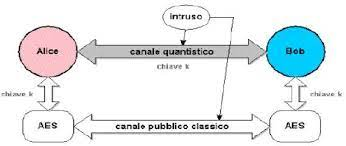 intruso
Alice
canale quantistico
Bob
chiave k
chiave k
chiave k
AES
canale pubblico classico
AES